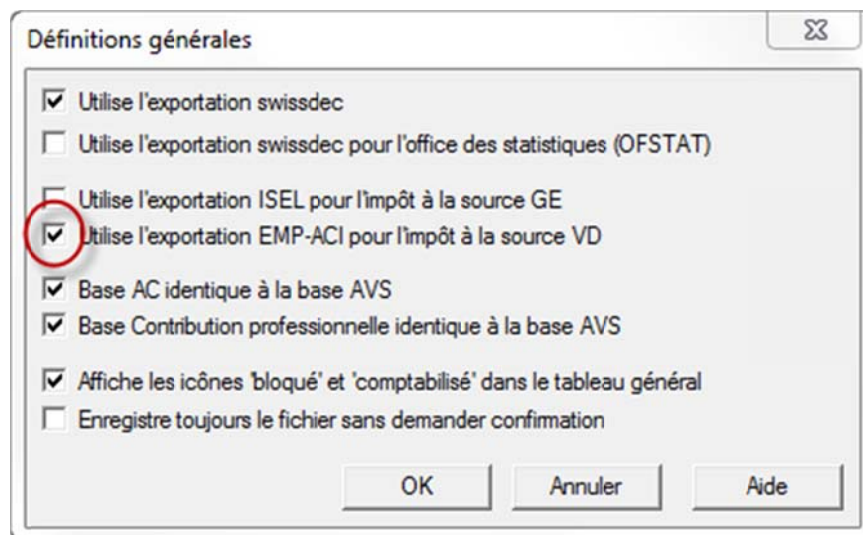 Définitions générales
Utilise l'exportation swissdec
Utilise l'exportation swissdec pour l'office des statistiques (OFSTAT)
Utilise l'exportation ISEL pour l'impôt à la source GE
Utilise l'exportation EMP-ACI pour l'impôt à la source VD
Base AC identique à la base AVS
Base Contribution professionnelle identique à la base AVS
Affiche les icônes 'bloqué' et 'comptabilisé' dans le tableau général
Enregistre toujours le fichier sans demander confirmation
OK Annuler Aide